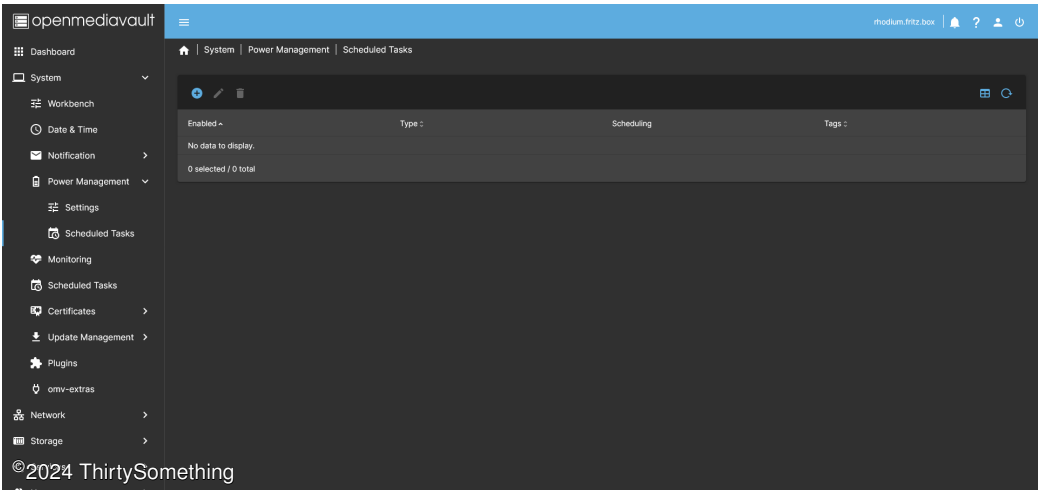 openmediavault
rhodium.fritz.box
Dashboard
System | Power Management | Scheduled Tasks
System
Workbench
Date & Time
Notification
Power Management
Settings
Scheduled Tasks
Monitoring
Scheduled Tasks
Certificates
Update Management
Plugins
omv-extras
Network
Storage
Enabled Type Scheduling Tags
No data to display.
0 selected / 0 total
©2024 ThirtySomething